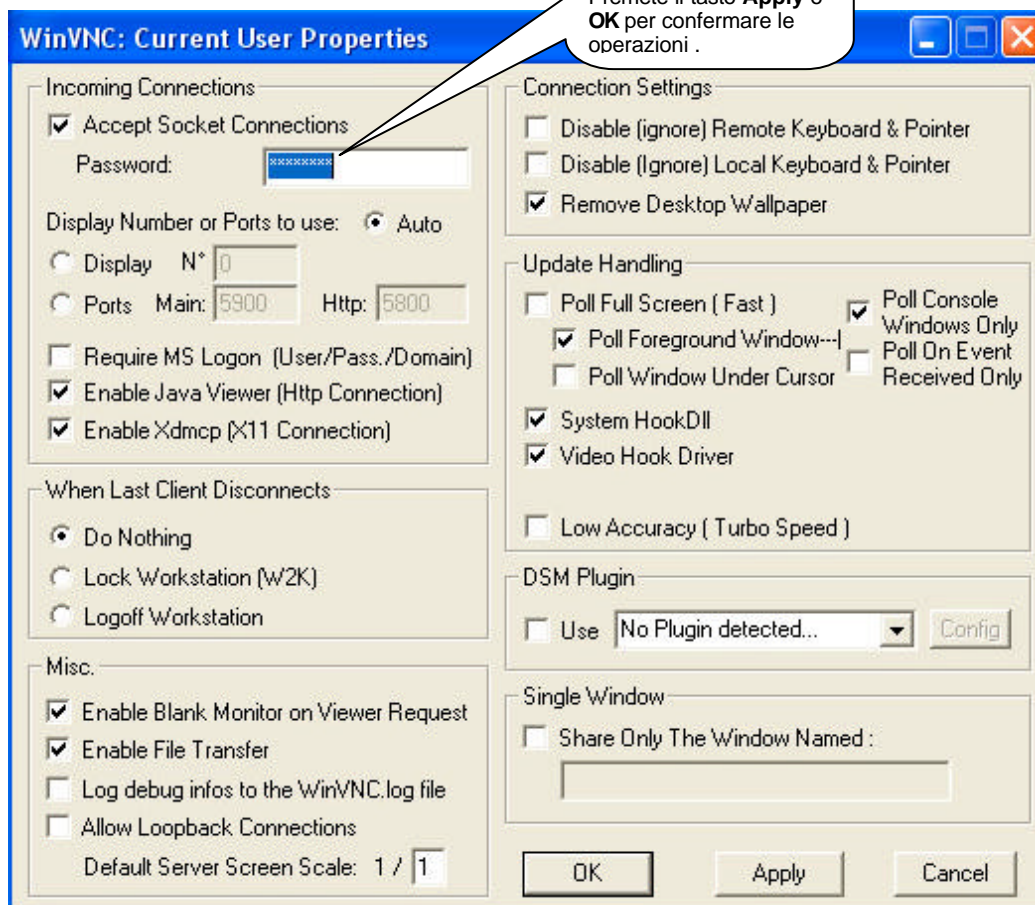 Premete il tasto Apply o
OK per confermare le
operazioni .
WinVNC: Current User Properties
Incoming Connections
Accept Socket Connections
Password: ********
Display Number or Ports to use: Auto
Display N° 0
Ports Main: 5900 Http: 5800
Require MS Logon (User/Pass./Domain)
Enable Java Viewer (Http Connection)
Enable Xdmcp (X11 Connection)
When Last Client Disconnects
Do Nothing
Lock Workstation (W2K)
Logoff Workstation
Misc.
Enable Blank Monitor on Viewer Request
Enable File Transfer
Log debug infos to the WinVNC.log file
Allow Loopback Connections
Default Server Screen Scale: 1 / 1
Connection Settings
Disable (ignore) Remote Keyboard & Pointer
Disable (Ignore) Local Keyboard & Pointer
Remove Desktop Wallpaper
Update Handling
Poll Full Screen ( Fast )
Poll Foreground Window---|
Poll Window Under Cursor
Poll Console
Windows Only
Poll On Event
Received Only
System HookDll
Video Hook Driver
Low Accuracy ( Turbo Speed )
DSM Plugin
Use No Plugin detected... Config
Single Window
Share Only The Window Named :
OK Apply Cancel